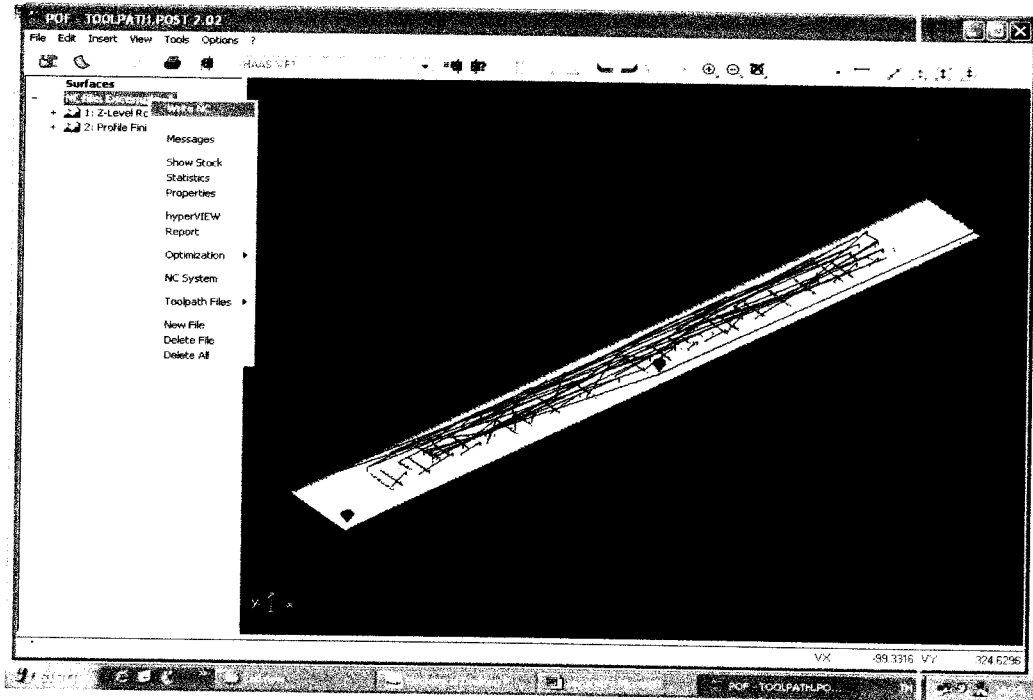 POF - TOOLPATH.POST 2.02
File Edit Insert View Tools Options ?
HAAS VF1
Surfaces
1: Z-Level Ro
2: Profile Fini
Messages
Show Stock
Statistics
Properties
hyperVIEW
Report
Optimization
NC System
Toolpath Files
New File
Delete File
Delete All
y z x
VX -99.3316 VY 324.6296
start POF - TOOLPATH.PO